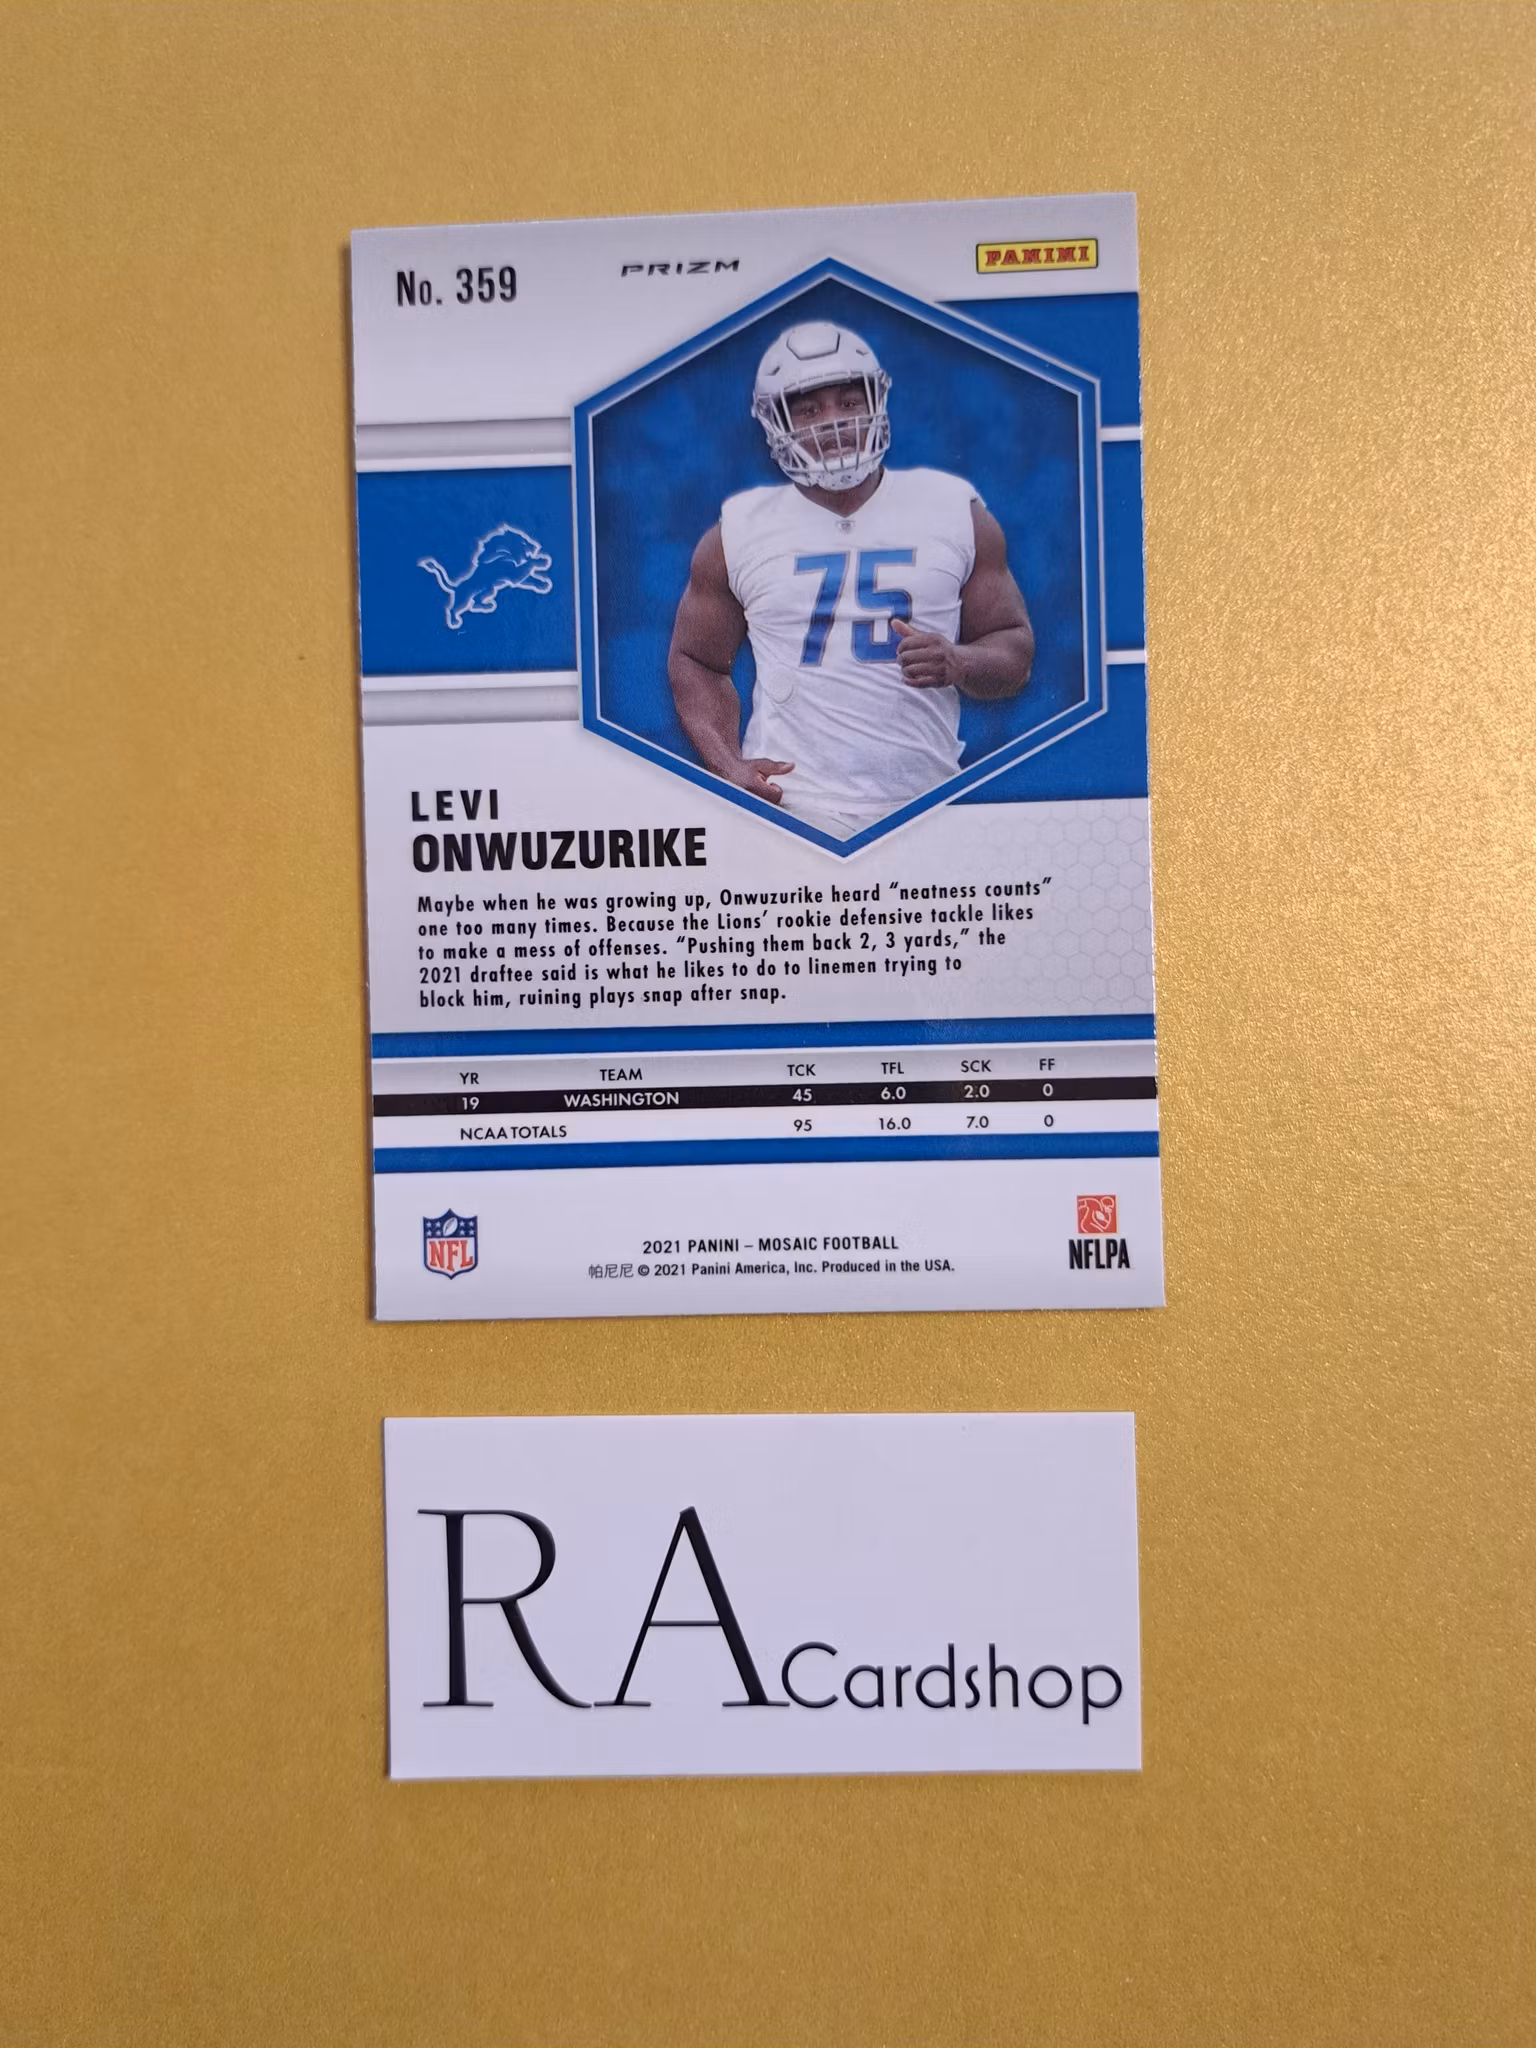 No. 359
PRIZM
PANINI
75
LEVI
ONWUZURIKE
Maybe when he was growing up, Onwuzurike heard “neatness counts”
one too many times. Because the Lions’ rookie defensive tackle likes
to make a mess of offenses. “Pushing them back 2, 3 yards,” the
2021 draftee said is what he likes to do to linemen trying to
block him, ruining plays snap after snap.
YR TEAM TCK TFL SCK FF
19 WASHINGTON 45 6.0 2.0 0
NCAA TOTALS 95 16.0 7.0 0
NFL
2021 PANINI – MOSAIC FOOTBALL
帕尼尼 © 2021 Panini America, Inc. Produced in the USA.
NFLPA
RA Cardshop